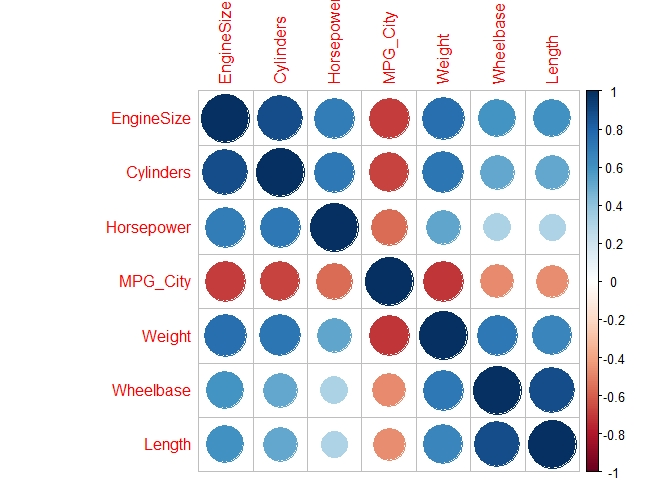 EngineSize
Cylinders
Horsepower
MPG_City
Weight
Wheelbase
Length
EngineSize
Cylinders
Horsepower
MPG_City
Weight
Wheelbase
Length
1
0.8
0.6
0.4
0.2
0
-0.2
-0.4
-0.6
-0.8
-1